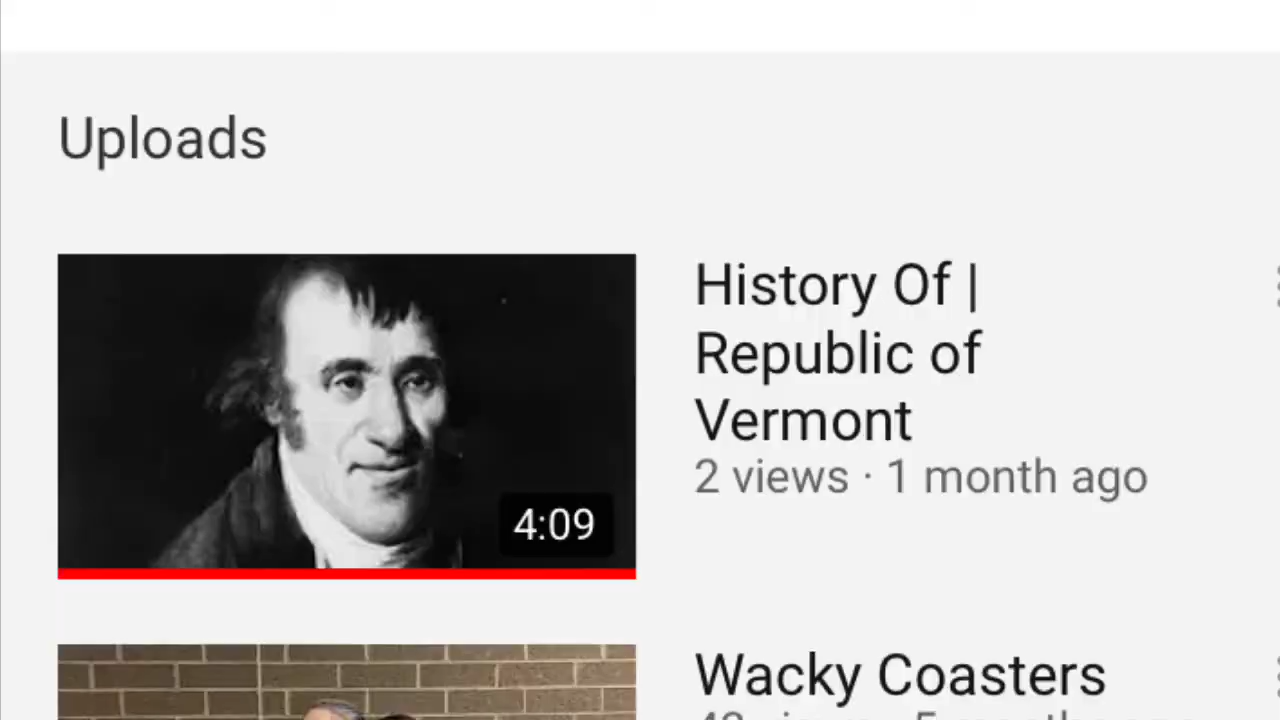 Uploads
History Of |
Republic of
Vermont
2 views · 1 month ago
4:09
Wacky Coasters